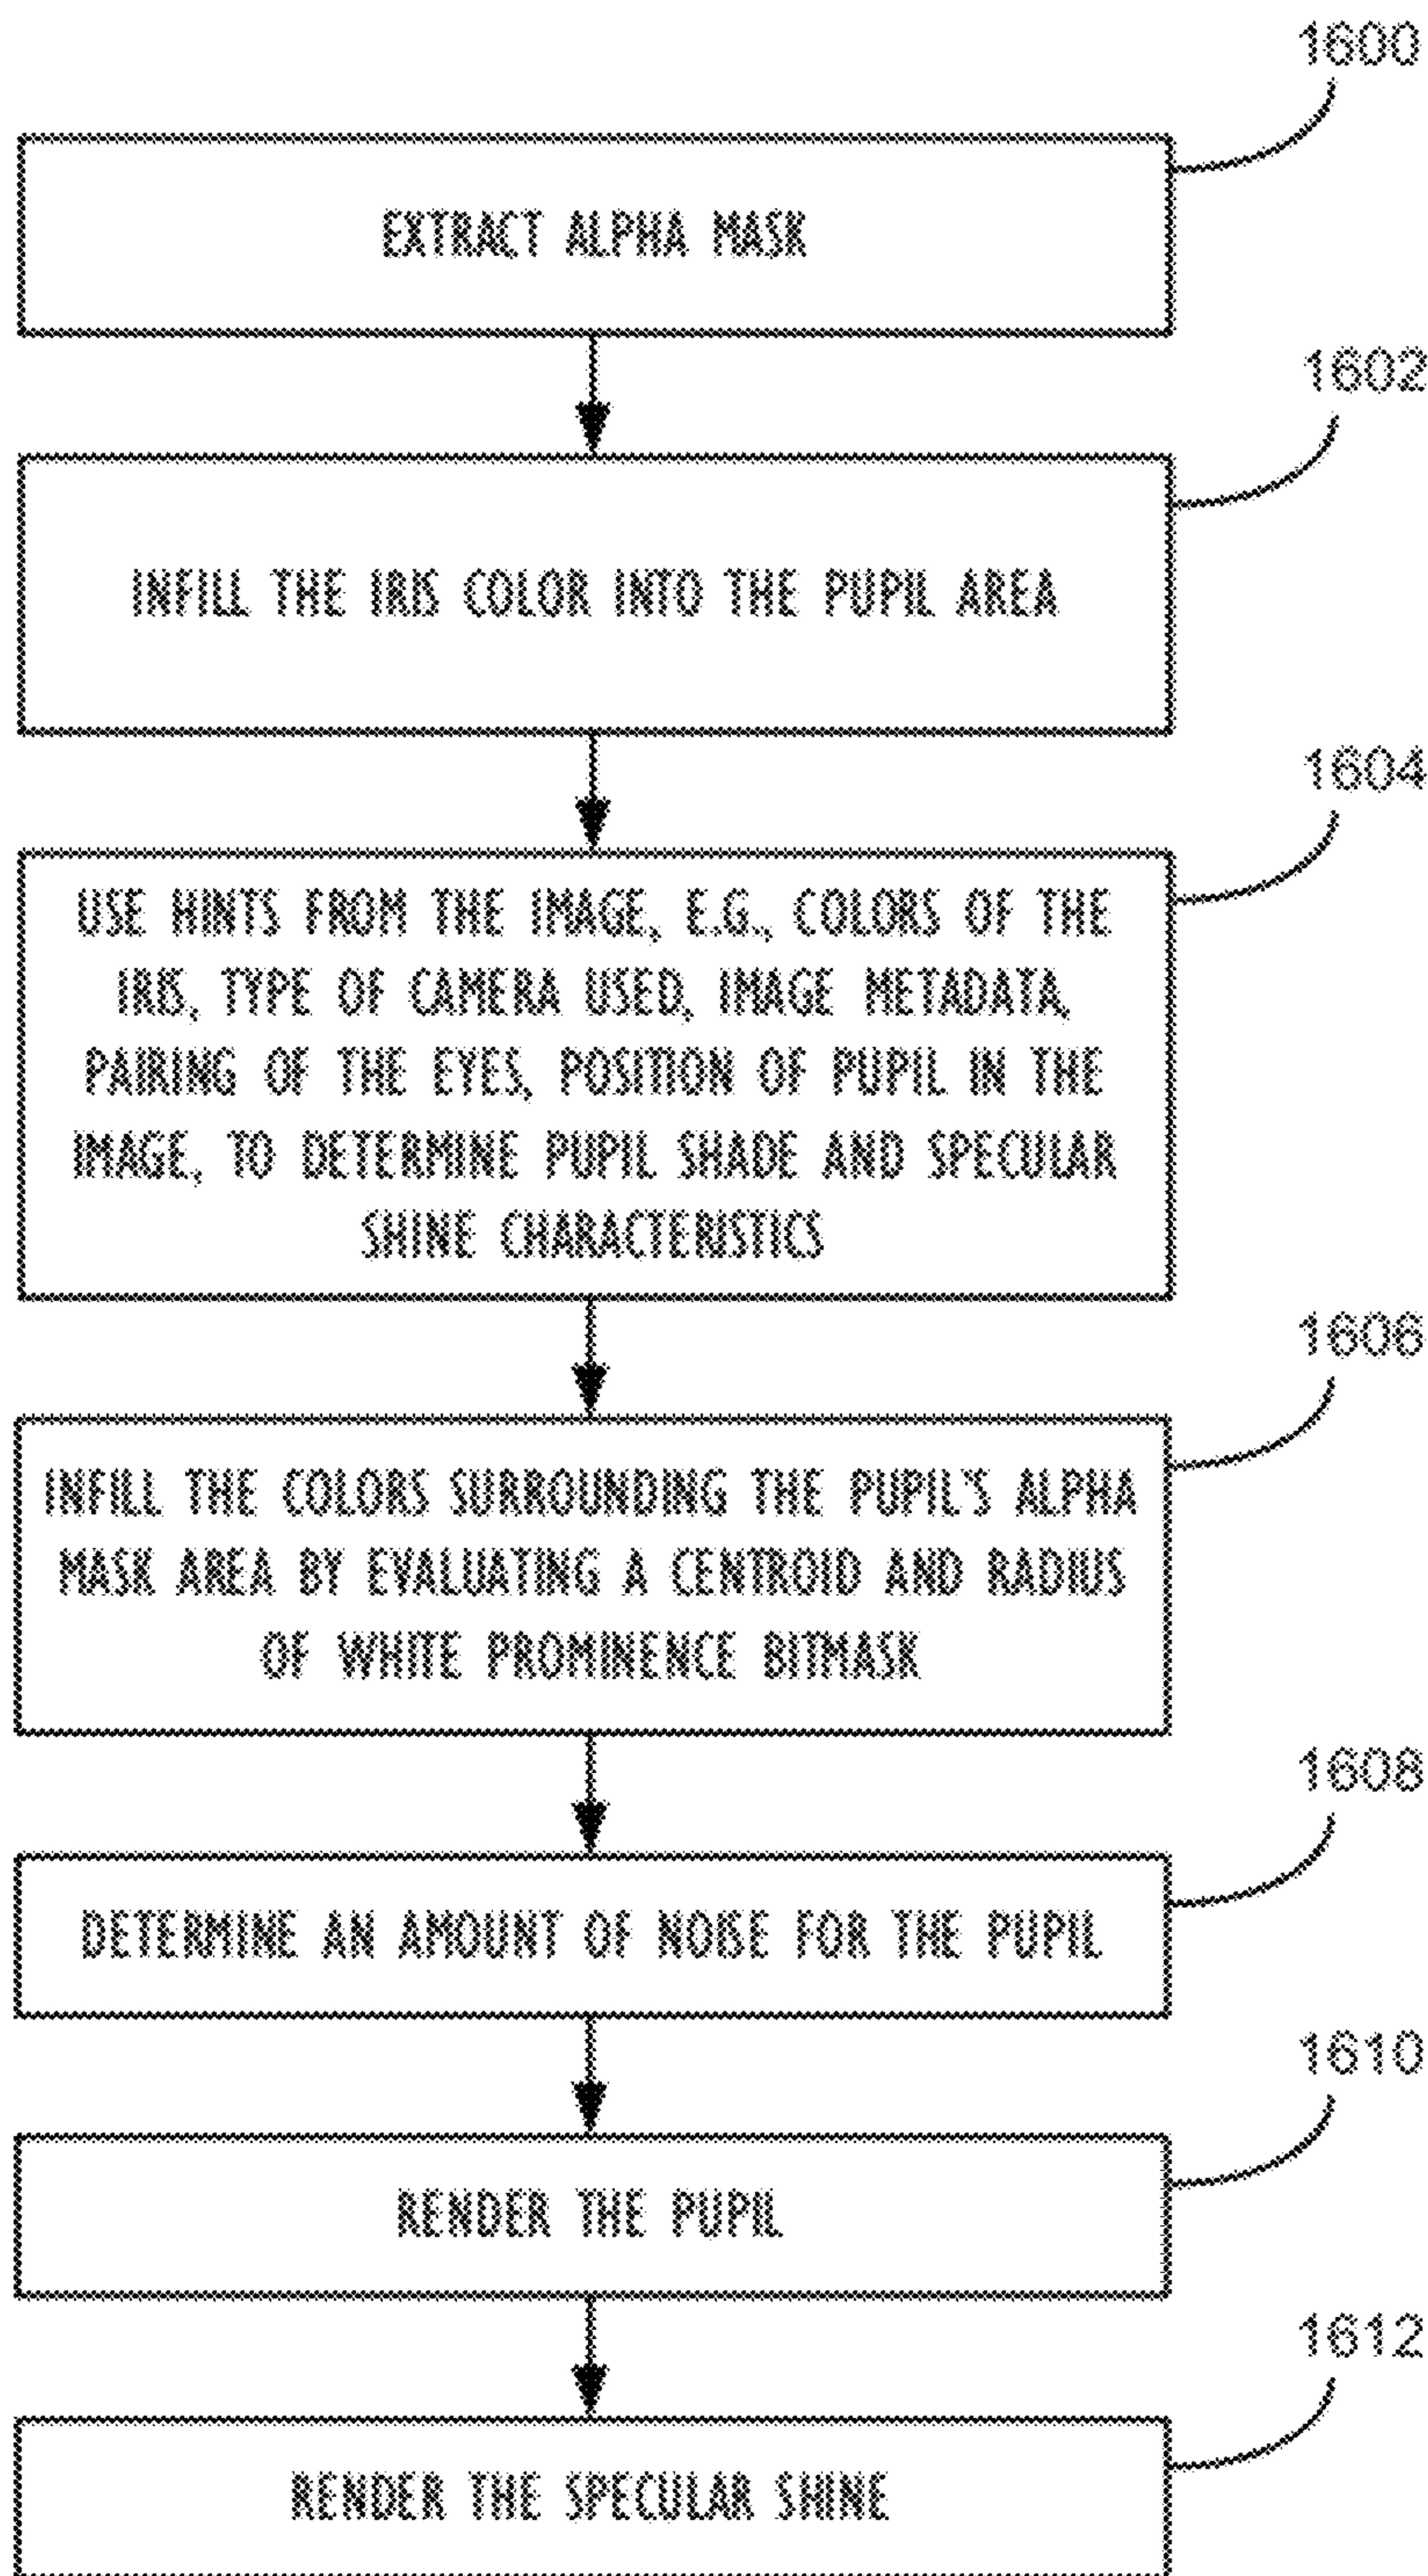 1600
EXTRACT ALPHA MASK
1602
INFILL THE IRIS COLOR INTO THE PUPIL AREA
1604
USE HINTS FROM THE IMAGE, E.G., COLORS OF THE
IRIS, TYPE OF CAMERA USED, IMAGE METADATA,
PAIRING OF THE EYES, POSITION OF PUPIL IN THE
IMAGE, TO DETERMINE PUPIL SHADE AND SPECULAR
SHINE CHARACTERISTICS
1606
INFILL THE COLORS SURROUNDING THE PUPIL'S ALPHA
MASK AREA BY EVALUATING A CENTROID AND RADIUS
OF WHITE PROMINENCE BITMASK
1608
DETERMINE AN AMOUNT OF NOISE FOR THE PUPIL
1610
RENDER THE PUPIL
1612
RENDER THE SPECULAR SHINE